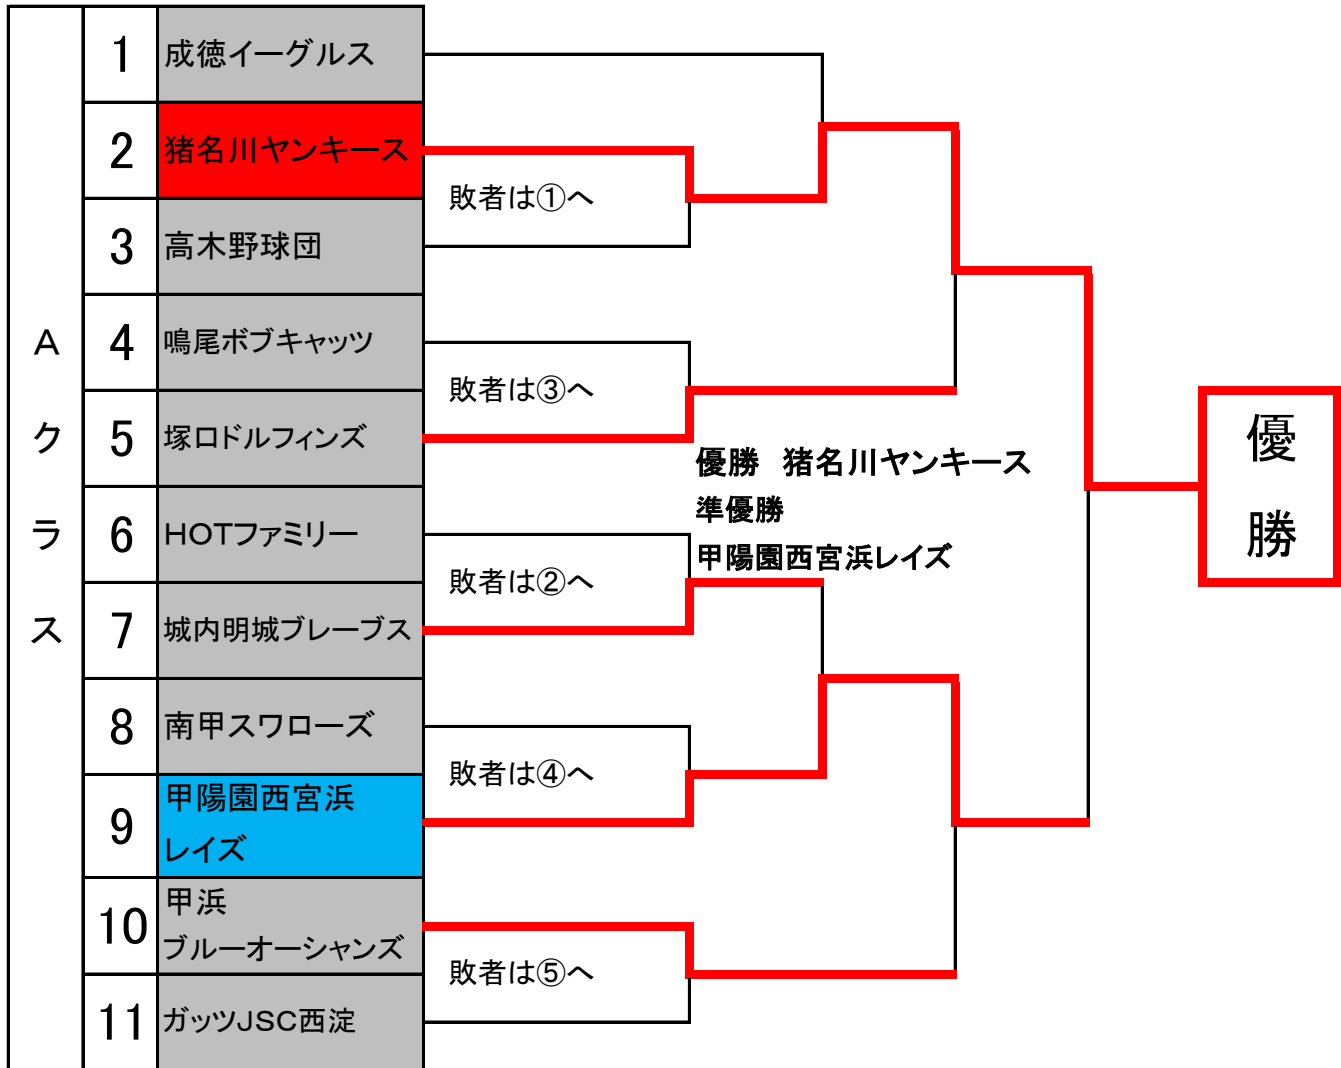 Aクラス
1 成徳イーグルス
2 猪名川ヤンキース
敗者は①へ
3 高木野球団
4 鳴尾ボブキャッツ
敗者は③へ
5 塚口ドルフィンズ
優勝　猪名川ヤンキース
準優勝
甲陽園西宮浜レイズ
優勝
6 HOTファミリー
敗者は②へ
7 城内明城ブレーブス
8 南甲スワローズ
敗者は④へ
9 甲陽園西宮浜
レイズ
10 甲浜
ブルーオーシャンズ
敗者は⑤へ
11 ガッツJSC西淀